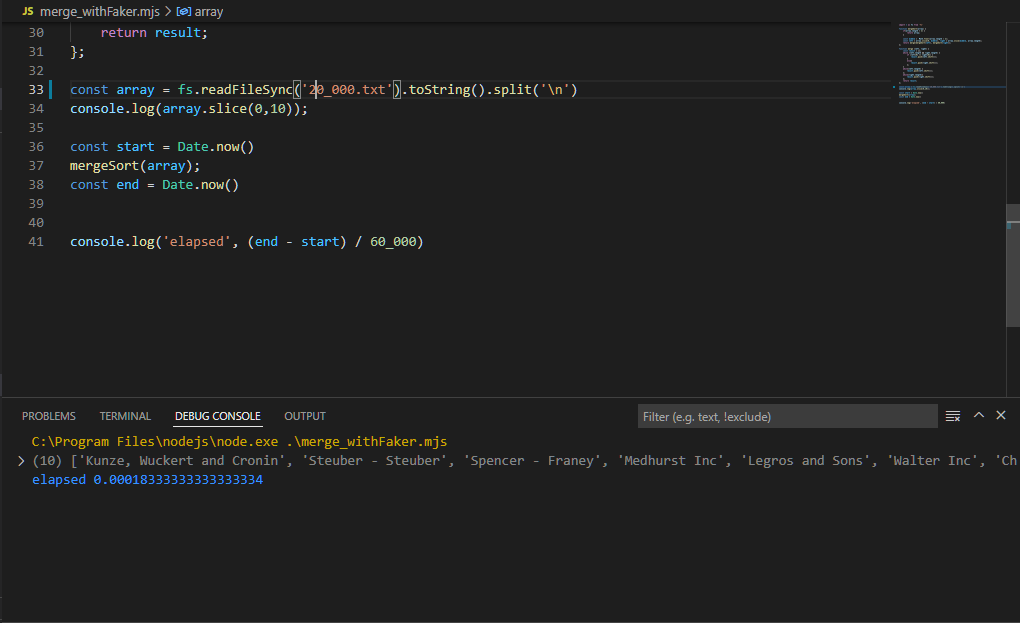 JS merge_withFaker.mjs > array
30 return result;
31 };
32
33 const array = fs.readFileSync('20_000.txt').toString().split('\n')
34 console.log(array.slice(0,10));
35
36 const start = Date.now()
37 mergeSort(array);
38 const end = Date.now()
39
40
41 console.log('elapsed', (end - start) / 60_000)
PROBLEMS TERMINAL DEBUG CONSOLE OUTPUT Filter (e.g. text, !exclude)
C:\Program Files\nodejs\node.exe .\merge_withFaker.mjs
(10) ['Kunze, Wuckert and Cronin', 'Steuber - Steuber', 'Spencer - Franey', 'Medhurst Inc', 'Legros and Sons', 'Walter Inc', 'Ch
elapsed 0.00018333333333333334